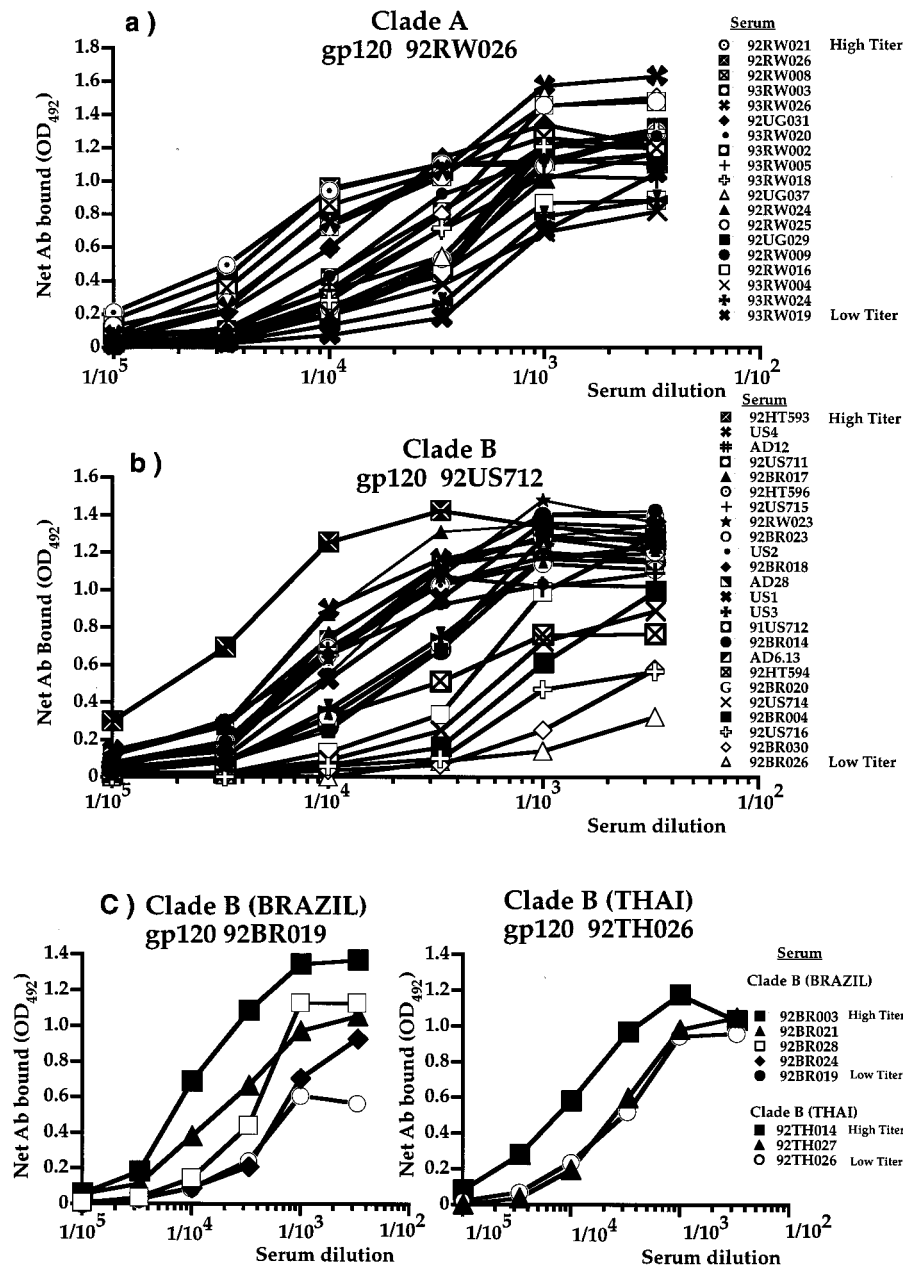 a )
Clade A
gp120 92RW026
Net Ab bound (OD492)
1.8
1.6
1.4
1.2
1.0
0.8
0.6
0.4
0.2
0
1/10^5
1/10^4
1/10^3
1/10^2
Serum dilution
Serum
92RW021 High Titer
92RW026
92RW008
93RW003
93RW026
92UG031
93RW020
93RW002
93RW005
93RW018
92UG037
92RW024
92RW025
92UG029
92RW009
92RW016
93RW004
93RW024
93RW019 Low Titer
b )
Clade B
gp120 92US712
Net Ab Bound (OD492)
1.6
1.4
1.2
1.0
0.8
0.6
0.4
0.2
0
1/10^5
1/10^4
1/10^3
1/10^2
Serum dilution
Serum
92HT593 High Titer
US4
AD12
92US711
92BR017
92HT596
92US715
92RW023
92BR023
US2
92BR018
AD28
US1
US3
91US712
92BR014
AD6.13
92HT594
92BR020
92US714
92BR004
92US716
92BR030
92BR026 Low Titer
C )
Clade B (BRAZIL)
gp120 92BR019
Net Ab bound (OD492)
1.4
1.2
1.0
0.8
0.6
0.4
0.2
0
1/10^5
1/10^4
1/10^3
1/10^2
Serum dilution
Clade B (THAI)
gp120 92TH026
Net Ab bound (OD492)
1.4
1.2
1.0
0.8
0.6
0.4
0.2
0
1/10^5
1/10^4
1/10^3
1/10^2
Serum dilution
Serum
Clade B (BRAZIL)
92BR003 High Titer
92BR021
92BR028
92BR024
92BR019 Low Titer
Clade B (THAI)
92TH014 High Titer
92TH027
92TH026 Low Titer